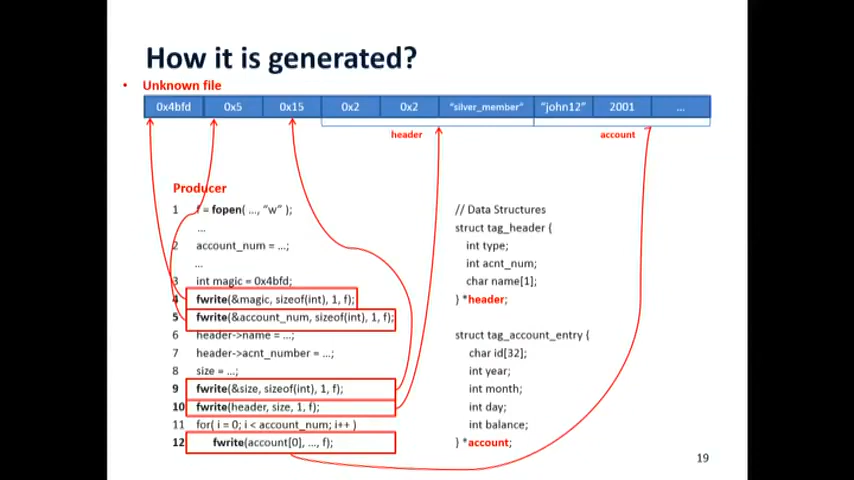 How it is generated?
• Unknown file
0x4bfd 0x5 0x15 0x2 0x2 "silver_member" "john12" 2001 ...
header account
Producer
1 f = fopen( ..., "w" );
...
2 account_num = ...;
...
3 int magic = 0x4bfd;
4 fwrite(&magic, sizeof(int), 1, f);
5 fwrite(&account_num, sizeof(int), 1, f);
6 header->name = ...;
7 header->acnt_number = ...;
8 size = ...;
9 fwrite(&size, sizeof(int), 1, f);
10 fwrite(header, size, 1, f);
11 for( i = 0; i < account_num; i++ )
12 fwrite(account[0], ..., f);
// Data Structures
struct tag_header {
int type;
int acnt_num;
char name[1];
} *header;
struct tag_account_entry {
char id[32];
int year;
int month;
int day;
int balance;
} *account;
19